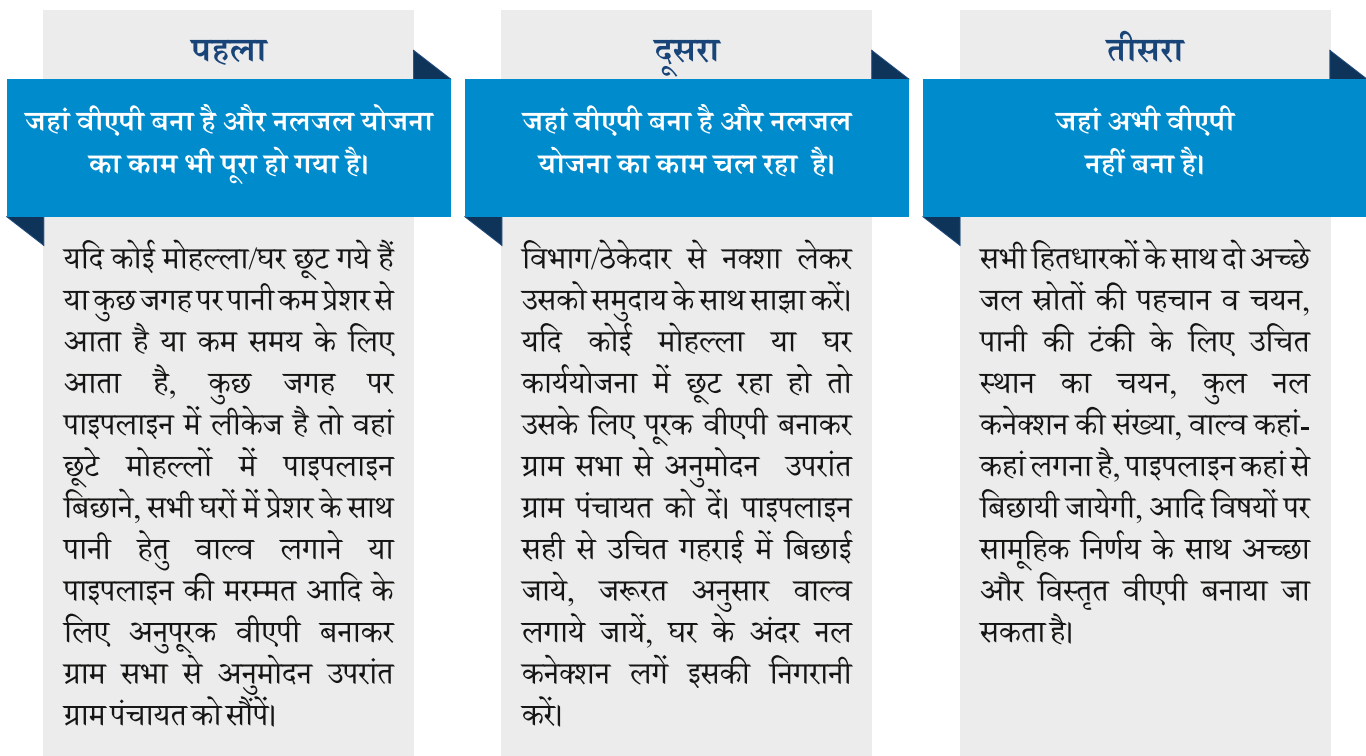 पहला
जहां वीएपी बना है और नलजल योजना
का काम भी पूरा हो गया है।
यदि कोई मोहल्ला/घर छूट गये हैं
या कुछ जगह पर पानी कम प्रेशर से
आता है या कम समय के लिए
आता है, कुछ जगह पर
पाइपलाइन में लीकेज है तो वहां
छूटे मोहल्लों में पाइपलाइन
बिछाने, सभी घरों में प्रेशर के साथ
पानी हेतु वाल्व लगाने या
पाइपलाइन की मरम्मत आदि के
लिए अनुपूरक वीएपी बनाकर
ग्राम सभा से अनुमोदन उपरांत
ग्राम पंचायत को सौंपें।
दूसरा
जहां वीएपी बना है और नलजल
योजना का काम चल रहा है।
विभाग/ठेकेदार से नक्शा लेकर
उसको समुदाय के साथ साझा करें।
यदि कोई मोहल्ला या घर
कार्ययोजना में छूट रहा हो तो
उसके लिए पूरक वीएपी बनाकर
ग्राम सभा से अनुमोदन उपरांत
ग्राम पंचायत को दें। पाइपलाइन
सही से उचित गहराई में बिछाई
जाये, जरूरत अनुसार वाल्व
लगाये जायें, घर के अंदर नल
कनेक्शन लगें इसकी निगरानी
करें।
तीसरा
जहां अभी वीएपी
नहीं बना है।
सभी हितधारकों के साथ दो अच्छे
जल स्रोतों की पहचान व चयन,
पानी की टंकी के लिए उचित
स्थान का चयन, कुल नल
कनेक्शन की संख्या, वाल्व कहां-
कहां लगना है, पाइपलाइन कहां से
बिछायी जायेगी, आदि विषयों पर
सामूहिक निर्णय के साथ अच्छा
और विस्तृत वीएपी बनाया जा
सकता है।